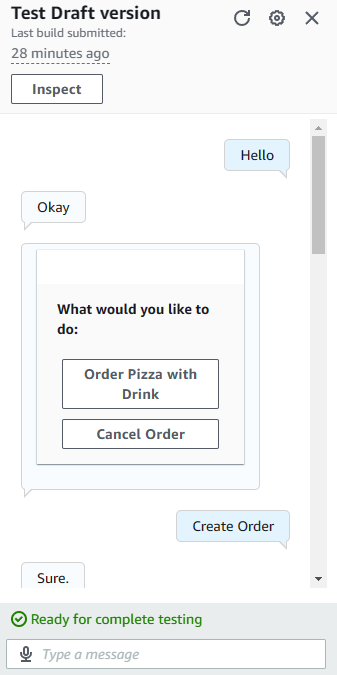 Test Draft version
Last build submitted:
28 minutes ago
Inspect
Hello
Okay
What would you like to
do:
Order Pizza with
Drink
Cancel Order
Create Order
Sure.
Ready for complete testing
Type a message